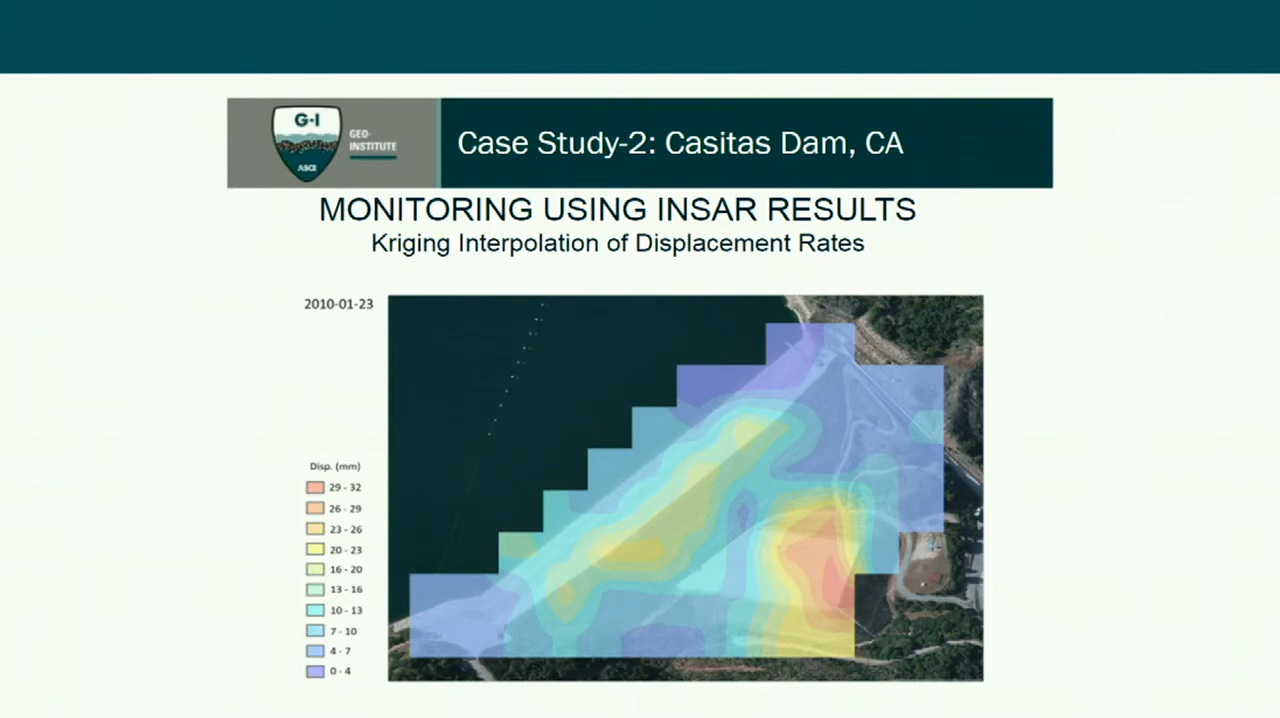 G-I
GEO-
INSTITUTE
ASCE
Case Study-2: Casitas Dam, CA
MONITORING USING INSAR RESULTS
Kriging Interpolation of Displacement Rates
2010-01-23
Disp. (mm)
29 - 32
26 - 29
23 - 26
20 - 23
16 - 20
13 - 16
10 - 13
7 - 10
4 - 7
0 - 4